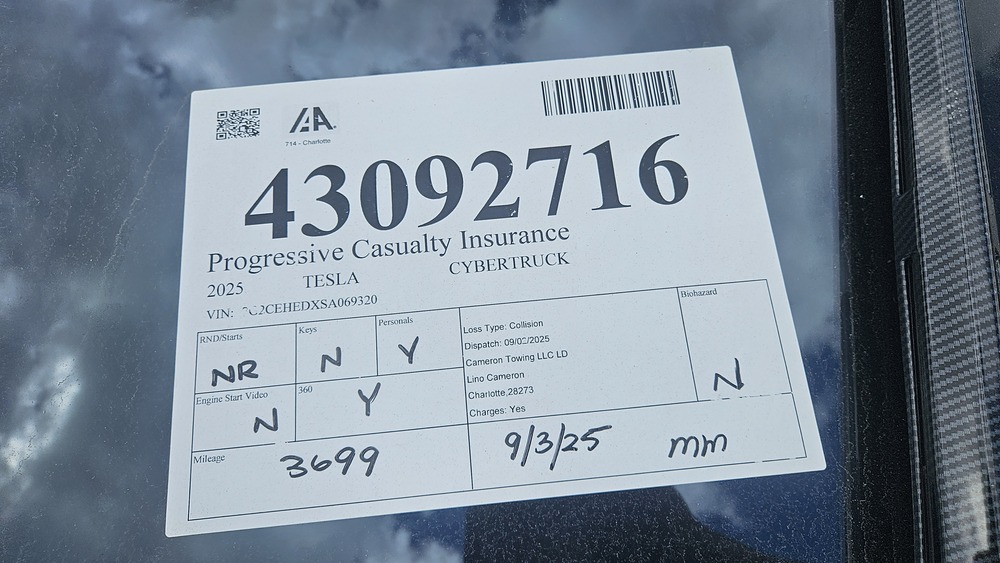 IAA.
714 - Charlotte
43092716
Progressive Casualty Insurance
2025 TESLA CYBERTRUCK
VIN:
RND/Starts
NR
Keys
N
Personals
Y
Engine Start Video
N
360
Y
Loss Type: Collision
Dispatch: 09/02/2025
Cameron Towing LLC LD
Lino Cameron
Charlotte,28273
Charges: Yes
Biohazard
N
Mileage
3699
9/3/25 mm